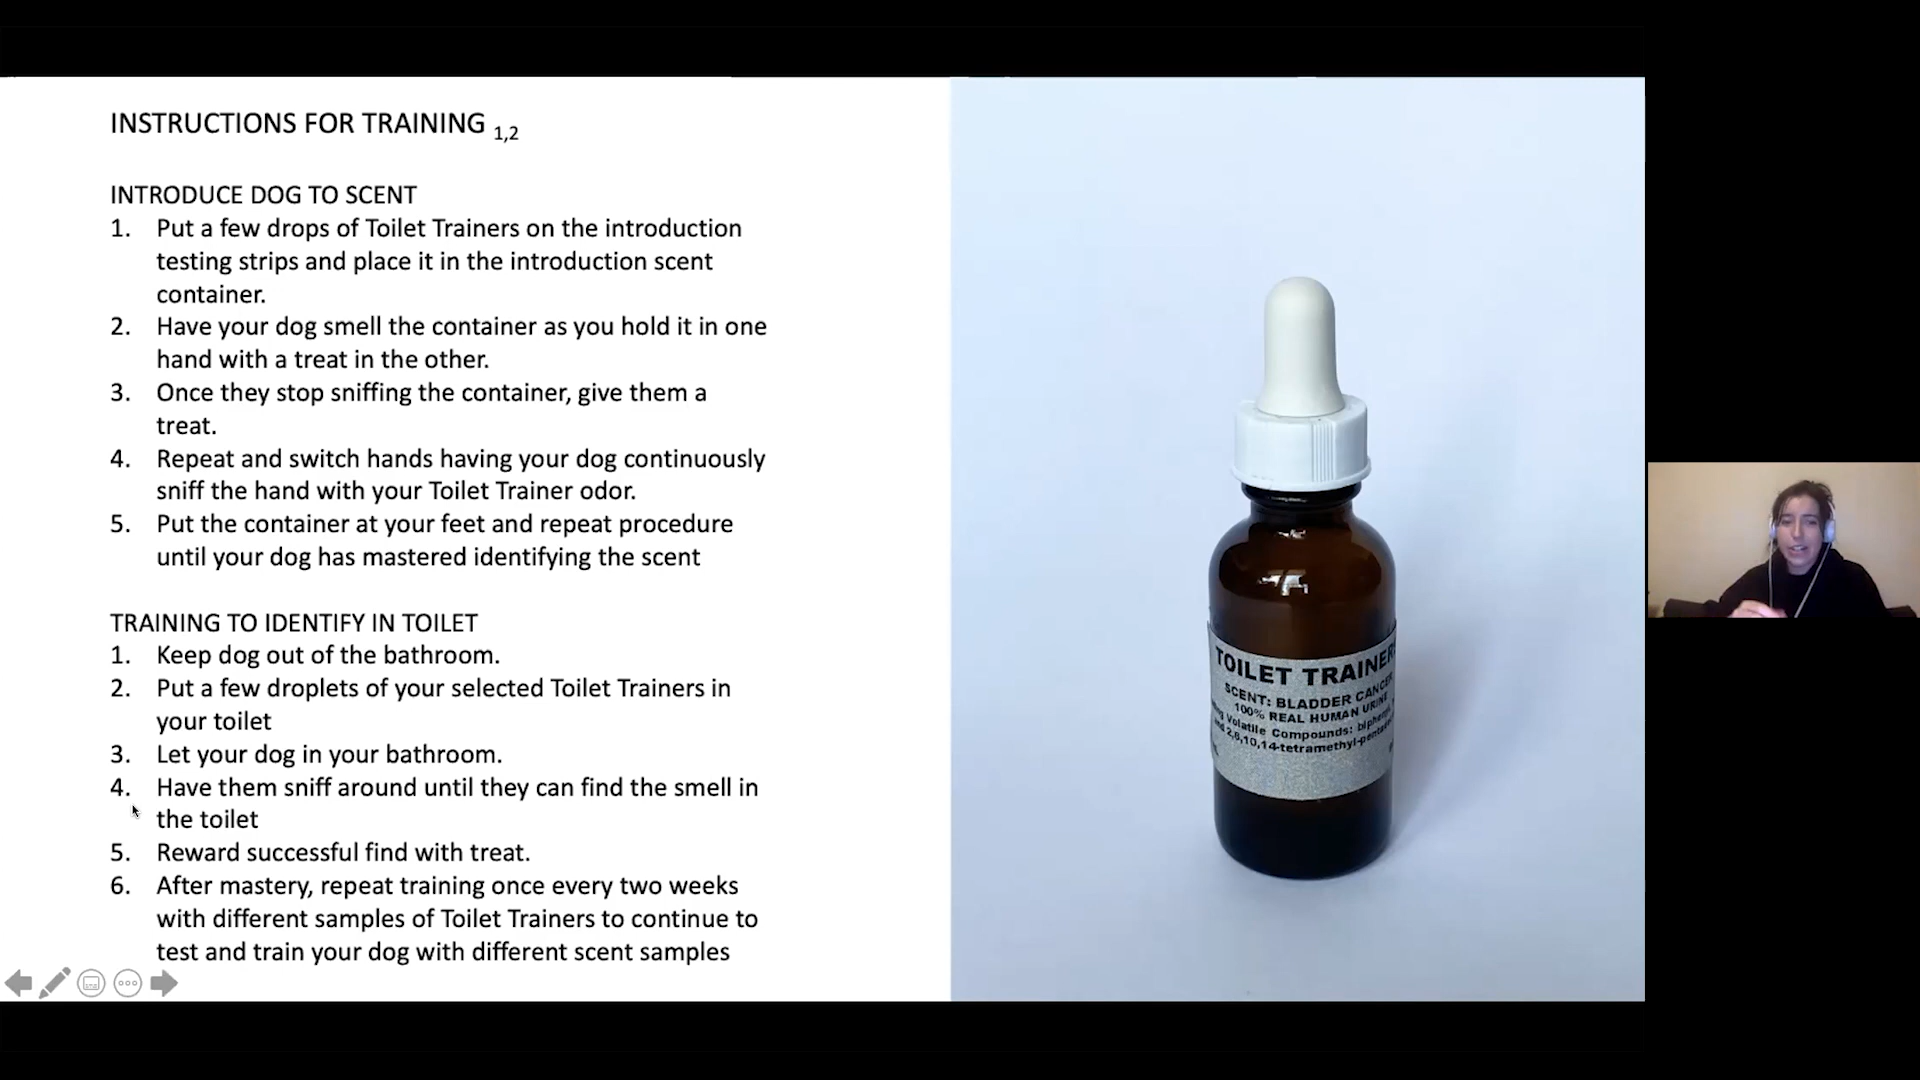 INSTRUCTIONS FOR TRAINING 1,2
INTRODUCE DOG TO SCENT
1. Put a few drops of Toilet Trainers on the introduction
testing strips and place it in the introduction scent
container.
2. Have your dog smell the container as you hold it in one
hand with a treat in the other.
3. Once they stop sniffing the container, give them a
treat.
4. Repeat and switch hands having your dog continuously
sniff the hand with your Toilet Trainer odor.
5. Put the container at your feet and repeat procedure
until your dog has mastered identifying the scent
TRAINING TO IDENTIFY IN TOILET
1. Keep dog out of the bathroom.
2. Put a few droplets of your selected Toilet Trainers in
your toilet
3. Let your dog in your bathroom.
4. Have them sniff around until they can find the smell in
the toilet
5. Reward successful find with treat.
6. After mastery, repeat training once every two weeks
with different samples of Toilet Trainers to continue to
test and train your dog with different scent samples
TOILET TRAINER
SCENT: BLADDER CANCER
100% REAL HUMAN URINE
Volatile Compounds:
2,6,10,14-tetramethyl-